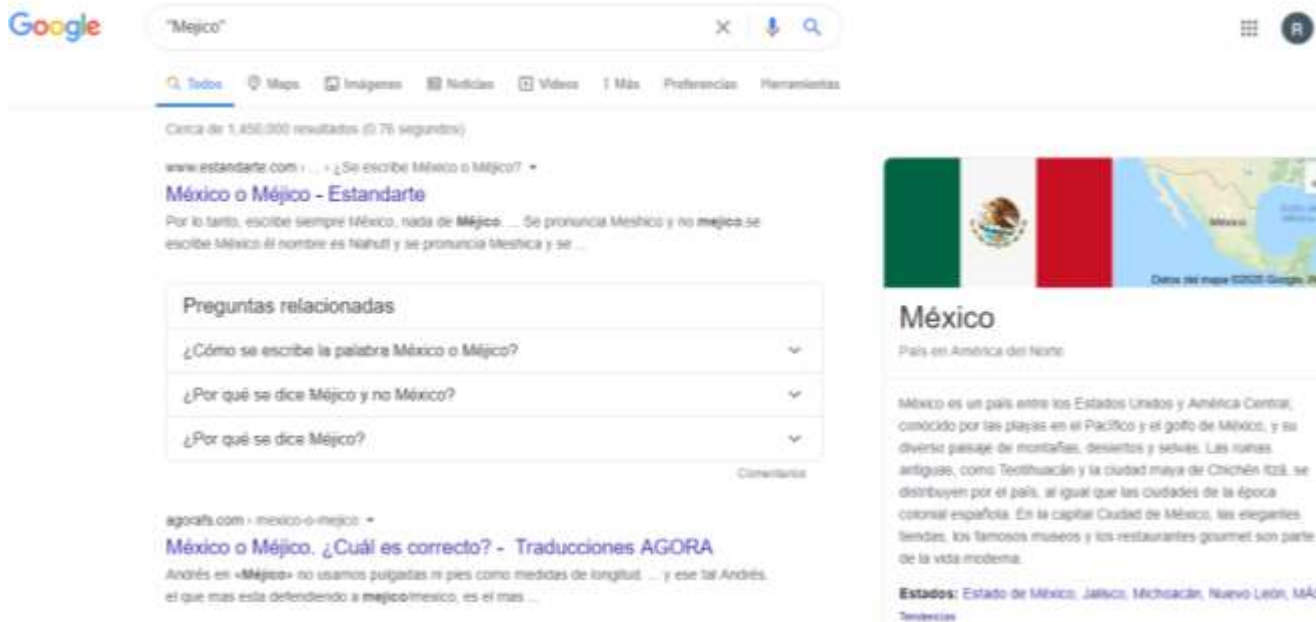 Google
"Mejico"
R
Todos Maps Imágenes Noticias Videos Más Preferencias Herramientas
Cerca de 1,450,000 resultados (0.76 segundos)
www.estandarte.com › ... › ¿Se escribe México o Méjico?
México o Méjico - Estandarte
Por lo tanto, escribe siempre México, nada de Méjico .... Se pronuncia Meshico y no mejico.se
escribe México él nombre es Nahutl y se pronuncia Meshica y se ...
Preguntas relacionadas
¿Cómo se escribe la palabra México o Méjico?
¿Por qué se dice Méjico y no México?
¿Por qué se dice Méjico?
Comentarios
agorafs.com › mexico-o-mejico
México o Méjico. ¿Cuál es correcto? - Traducciones AGORA
Andrés en «Méjico» no usamos pulgadas ni pies como medidas de longitud. ... y ese tal Andrés,
el que mas esta defendiendo a mejico/mexico, es el mas ...
México
Datos del mapa ©2020 Google,
México
País en América del Norte
México es un país entre los Estados Unidos y América Central,
conocido por las playas en el Pacífico y el golfo de México, y su
diverso paisaje de montañas, desiertos y selvas. Las ruinas
antiguas, como Teotihuacán y la ciudad maya de Chichén Itzá, se
distribuyen por el país, al igual que las ciudades de la época
colonial española. En la capital Ciudad de México, las elegantes
tiendas, los famosos museos y los restaurantes gourmet son parte
de la vida moderna.
Estados: Estado de México, Jalisco, Michoacán, Nuevo León, MÁS
Tendencias